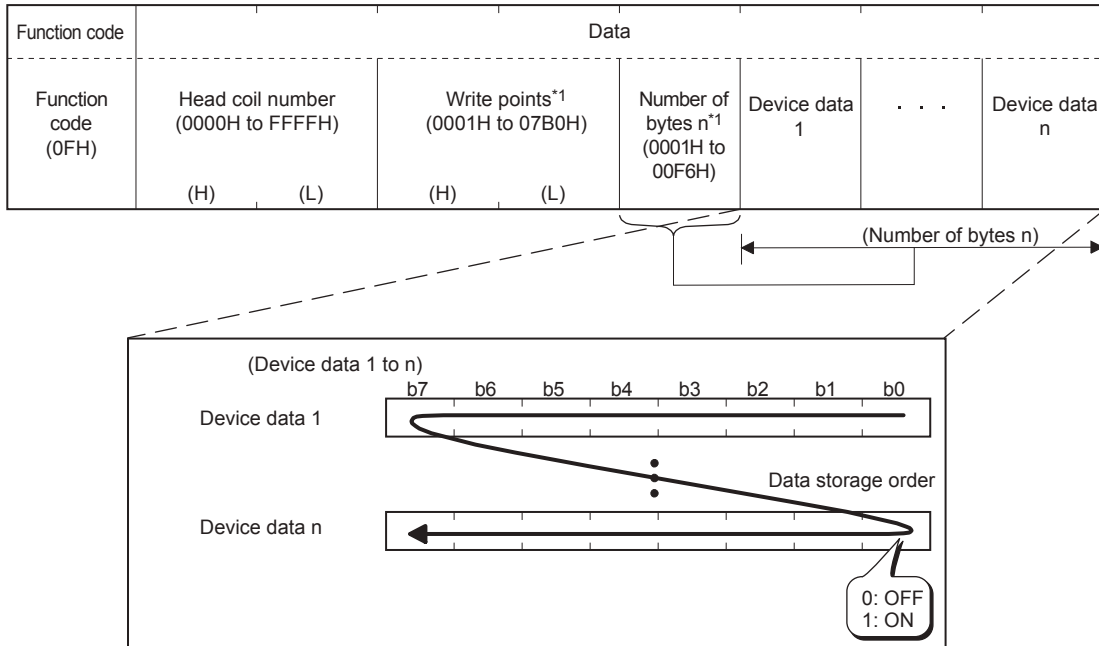 Function code Data
Function code (0FH)
Head coil number (0000H to FFFFH)
(H) (L)
Write points*1 (0001H to 07B0H)
(H) (L)
Number of bytes n*1 (0001H to 00F6H)
Device data 1
. . .
Device data n
(Number of bytes n)
(Device data 1 to n)
b7 b6 b5 b4 b3 b2 b1 b0
Device data 1
Data storage order
Device data n
0: OFF
1: ON